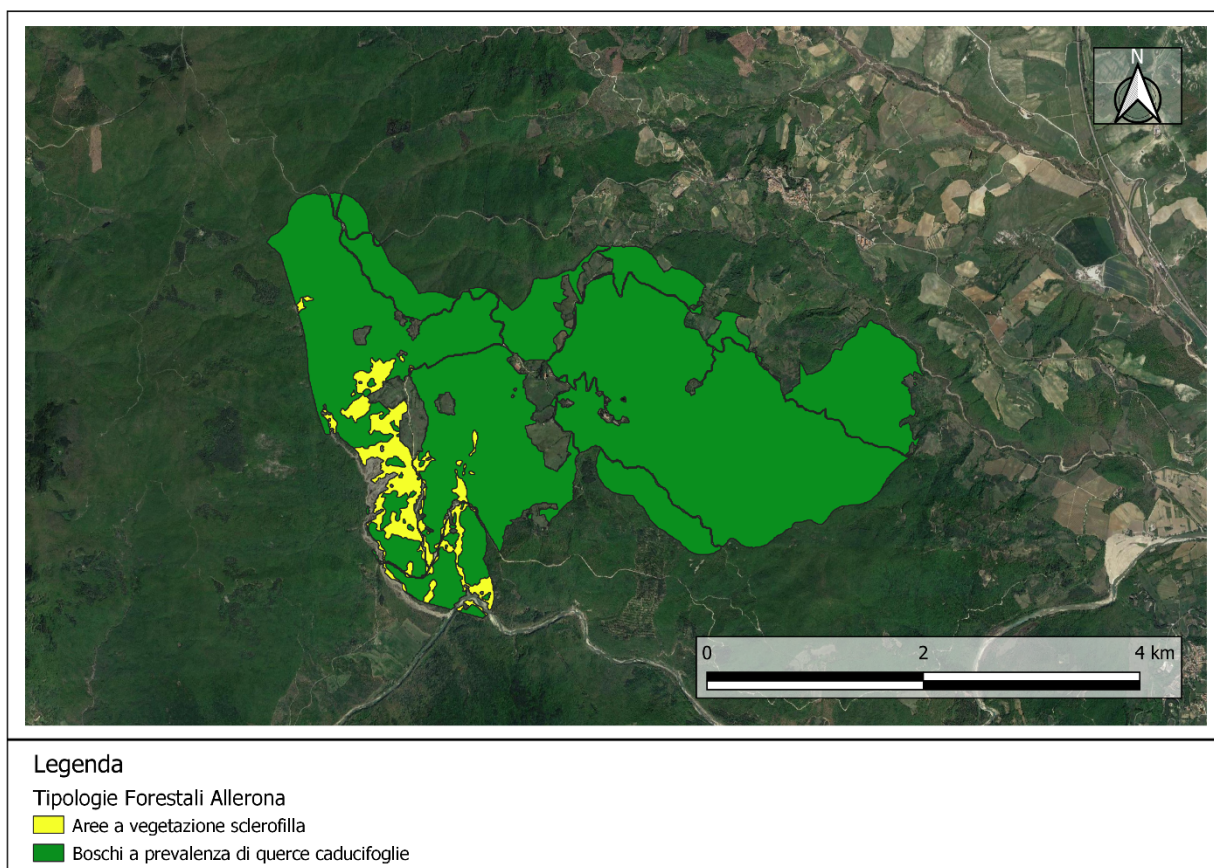 N
0 2 4 km
Legenda
Tipologie Forestali Allerona
Aree a vegetazione sclerofilla
Boschi a prevalenza di querce caducifoglie